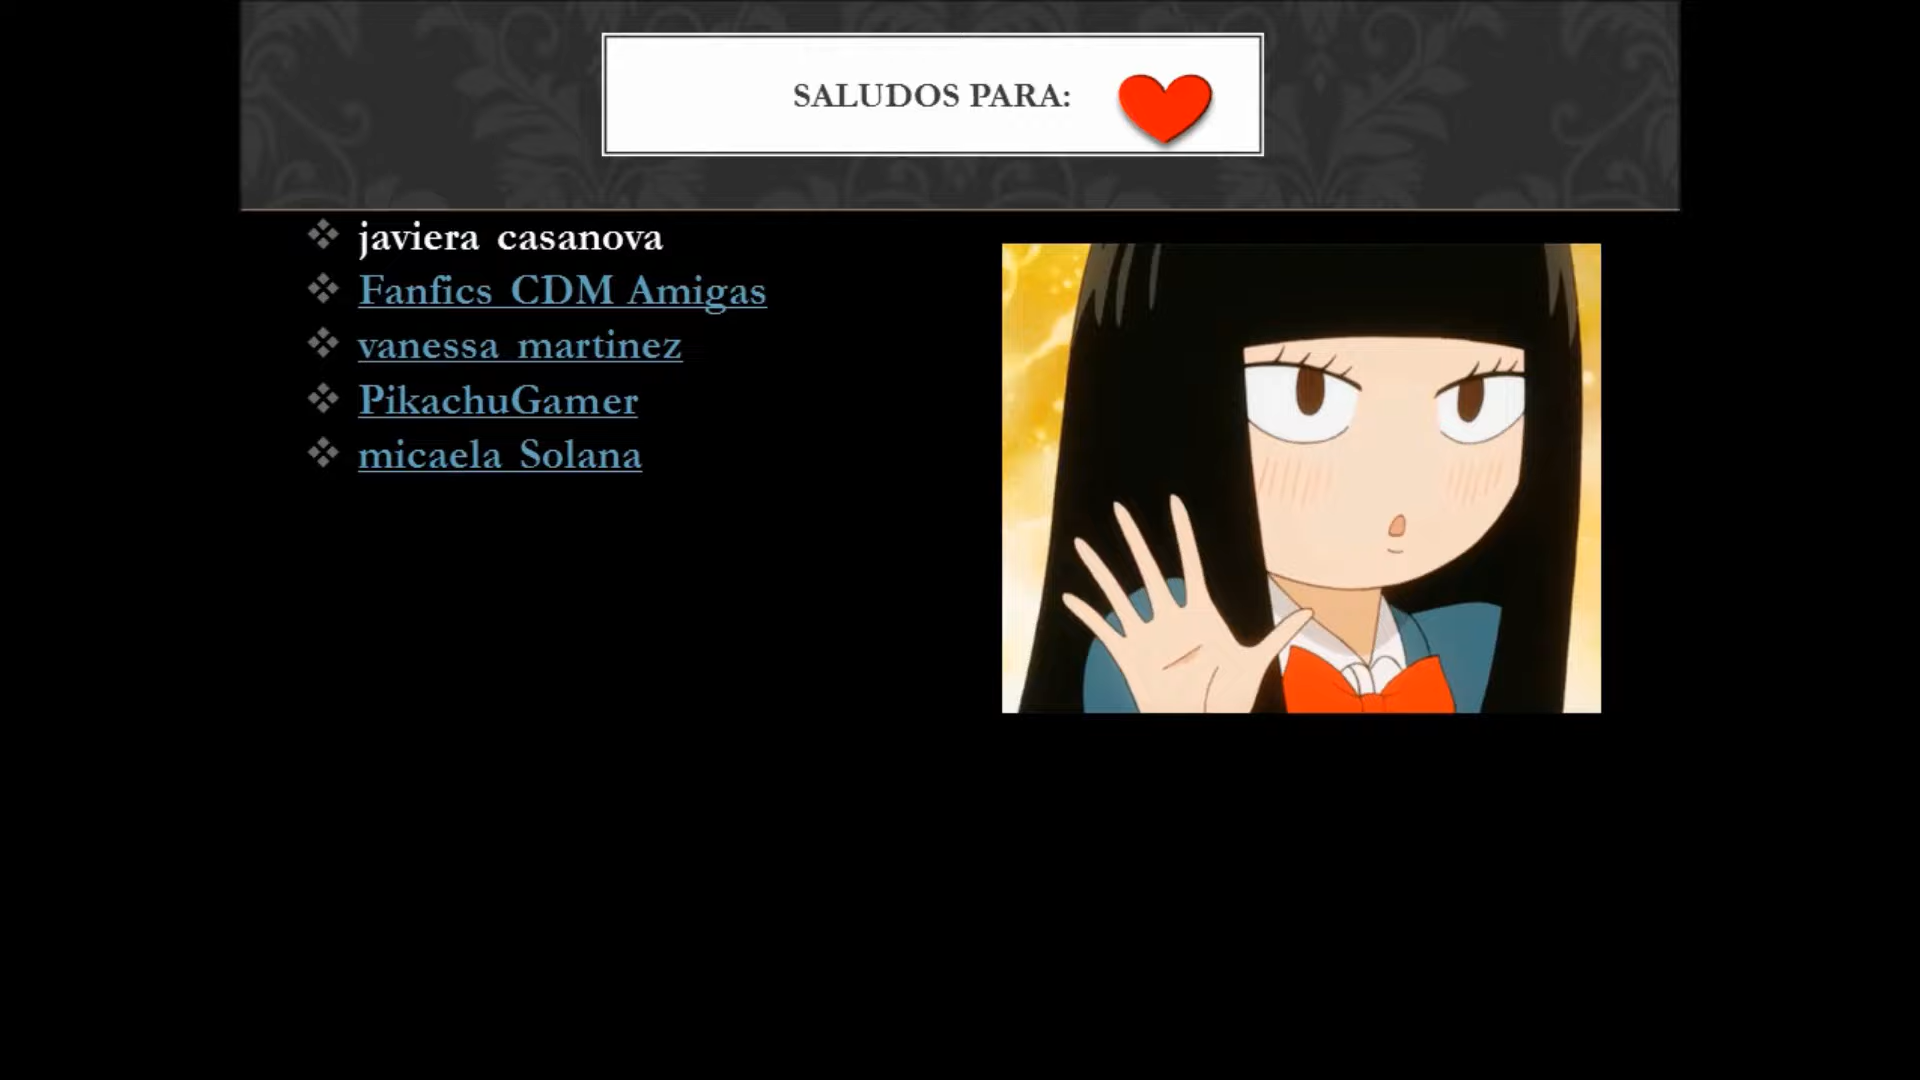 SALUDOS PARA:
javiera casanova
Fanfics CDM Amigas
vanessa martinez
PikachuGamer
micaela Solana